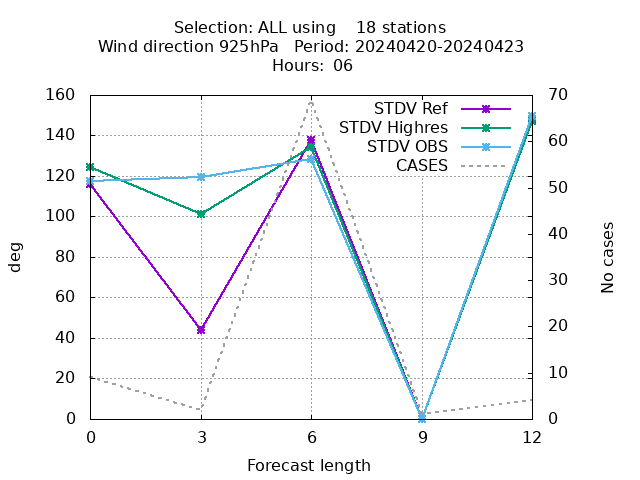 Selection: ALL using    18 stations
Wind direction 925hPa   Period: 20240420-20240423
Hours:  06
STDV Ref
STDV Highres
STDV OBS
CASES
160
140
120
100
80
60
40
20
0
70
60
50
40
30
20
10
0
deg
No cases
0 3 6 9 12
Forecast length